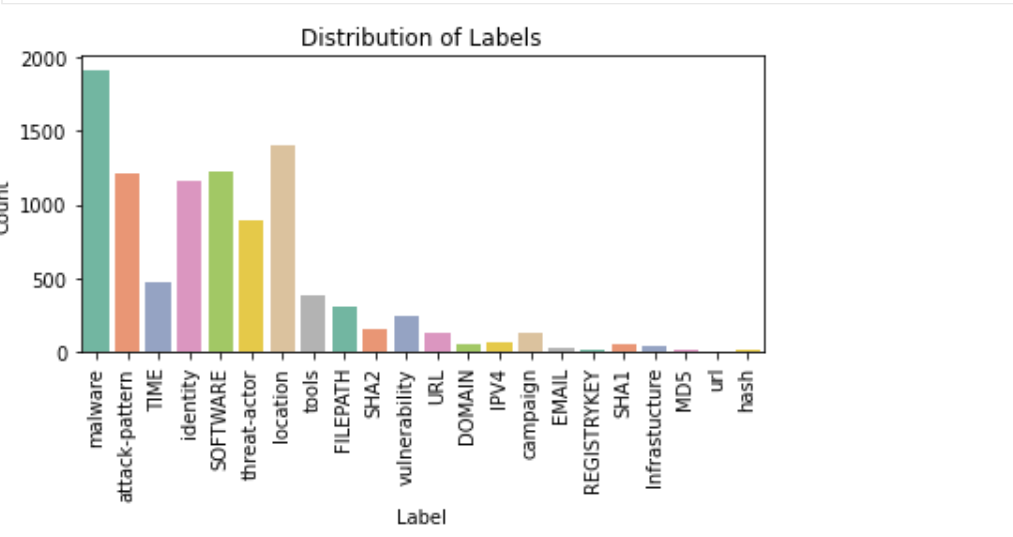 Distribution of Labels
2000
1500
1000
500
0
Count
malware
attack-pattern
TIME
identity
SOFTWARE
threat-actor
location
tools
FILEPATH
SHA2
vulnerability
URL
DOMAIN
IPV4
campaign
EMAIL
REGISTRYKEY
SHA1
Infrastucture
MD5
url
hash
Label